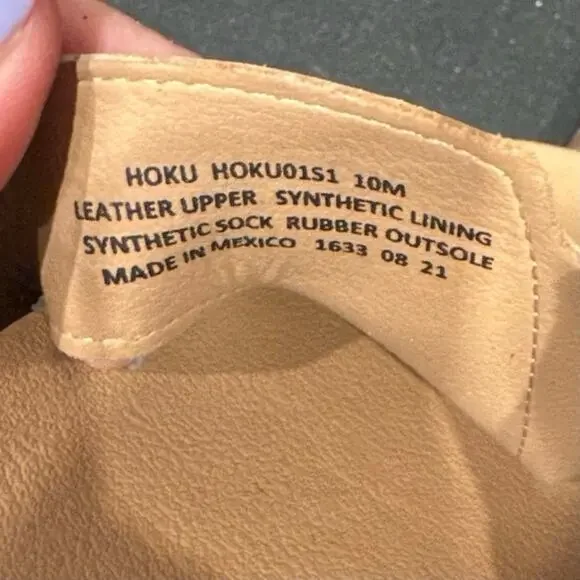 HOKU HOKU01S1 10M
LEATHER UPPER SYNTHETIC LINING
SYNTHETIC SOCK RUBBER OUTSOLE
MADE IN MEXICO 1633 08 21